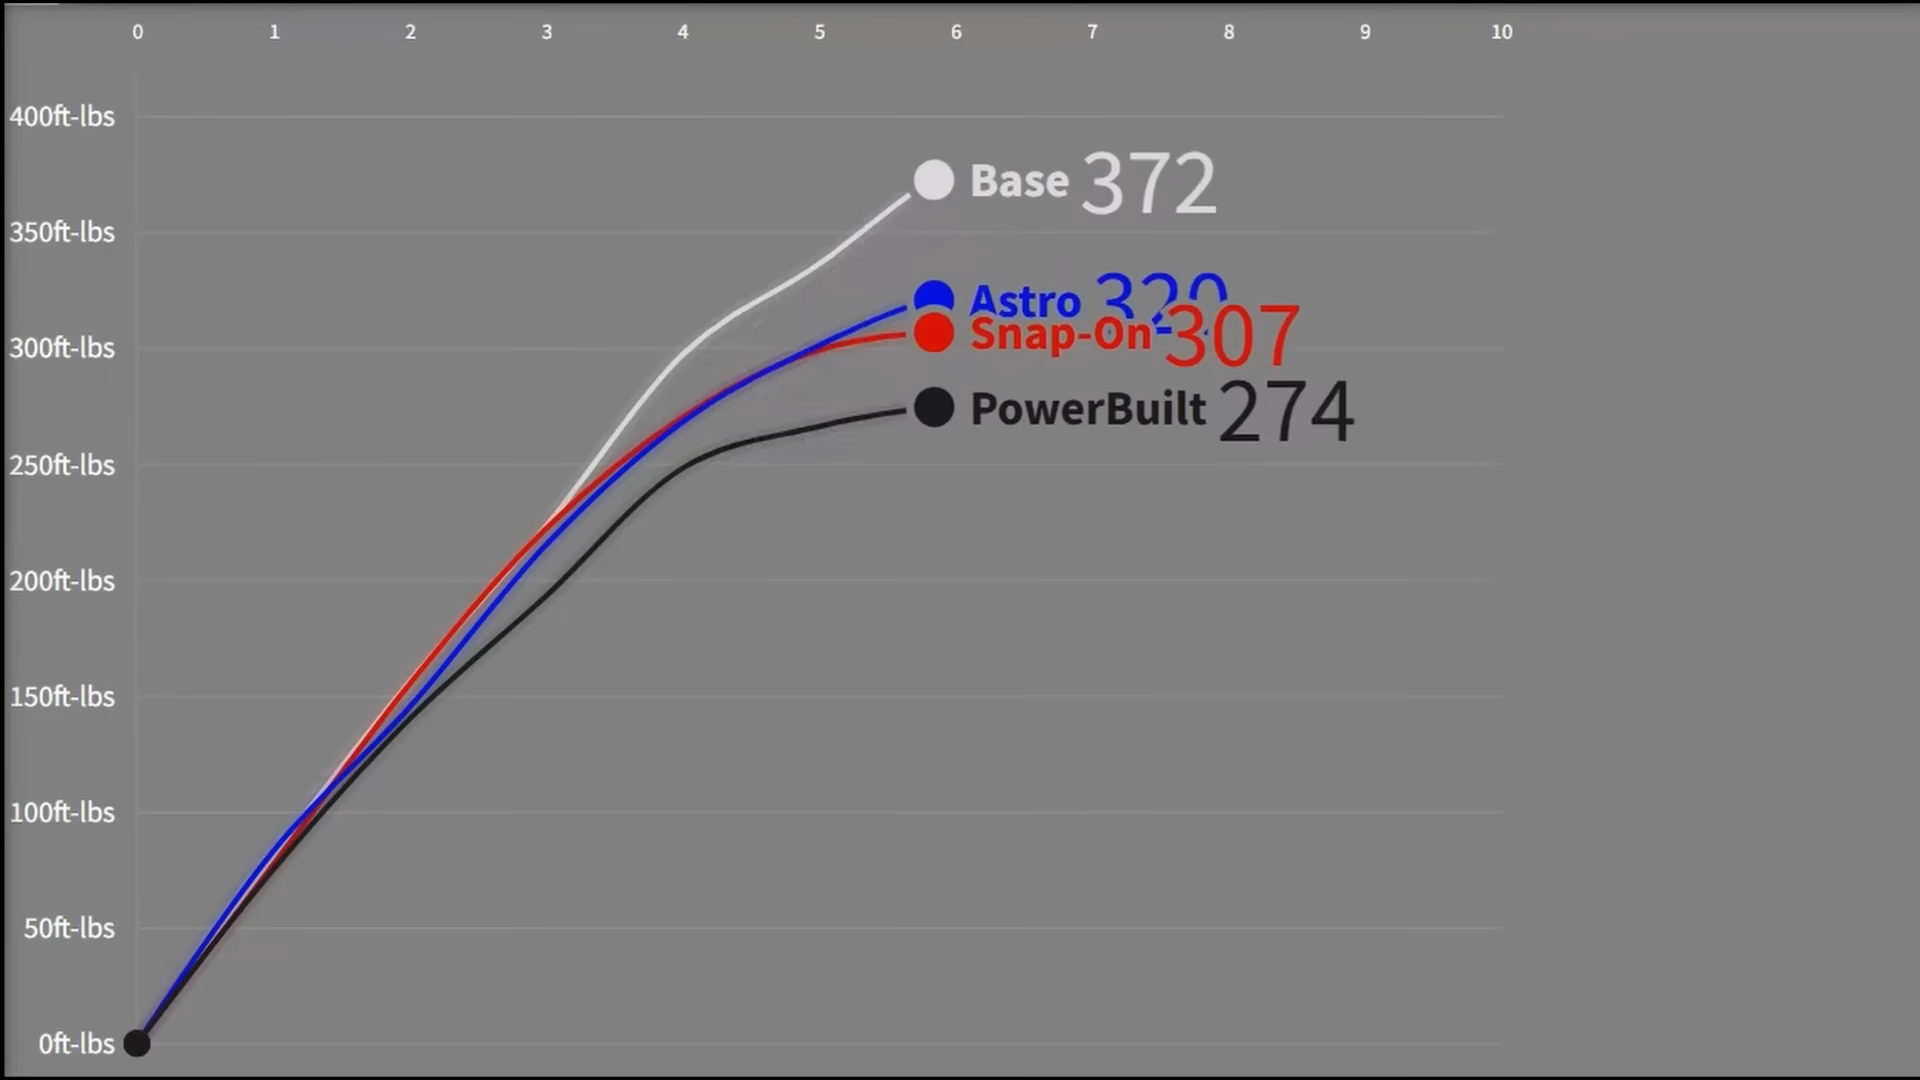 0 1 2 3 4 5 6 7 8 9 10
400ft-lbs
Base 372
350ft-lbs
Astro 320
Snap-On 307
300ft-lbs
PowerBuilt 274
250ft-lbs
200ft-lbs
150ft-lbs
100ft-lbs
50ft-lbs
0ft-lbs